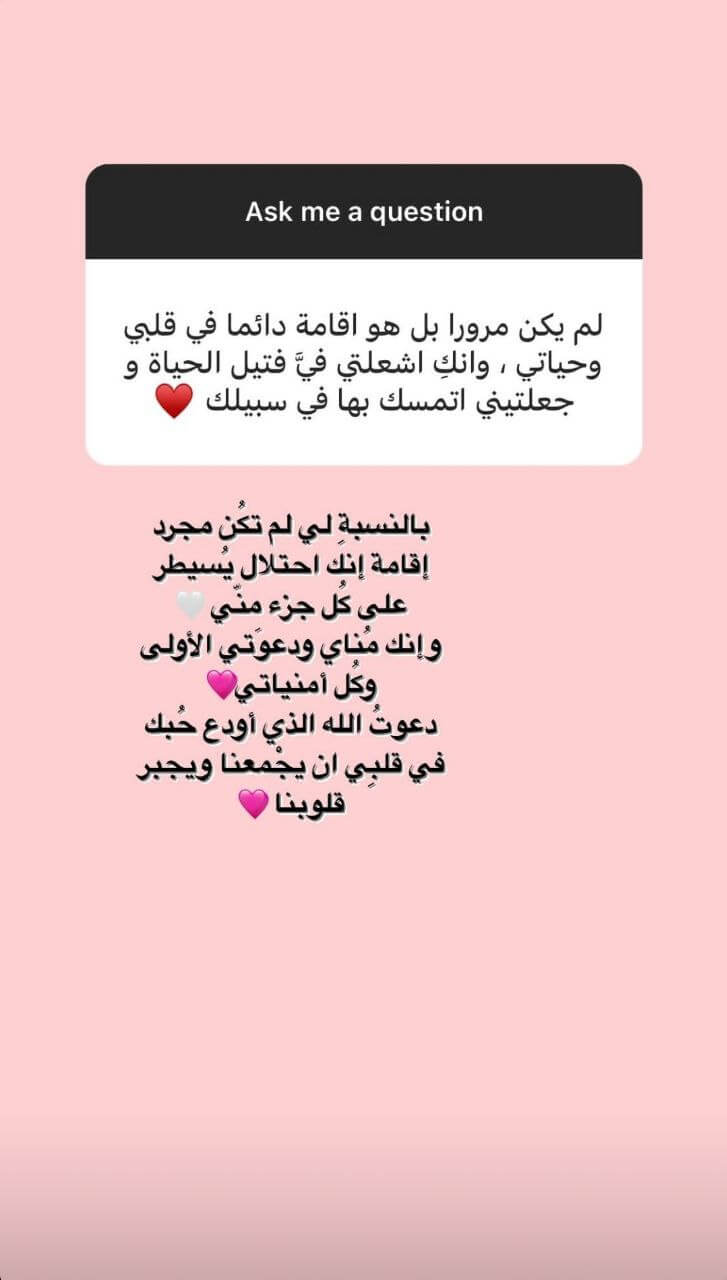 Ask me a question
لم يكن مرورا بل هو اقامة دائما في قلبي
وحياتي ، وانكِ اشعلتي فيَّ فتيل الحياة و
جعلتيني اتمسك بها في سبيلك ♥️
بالنسبةِ لي لم تكُن مجرد
إقامة إنك احتلال يُسيطر
على كُل جزء منّي🤍
وإنك مُناي ودعوَتي الأولى
وكُل أمنياتي🩷
دعوتُ الله الذي أودع حُبك
في قلبِي ان يجْمعنا ويجبر
قلوبنا🩷